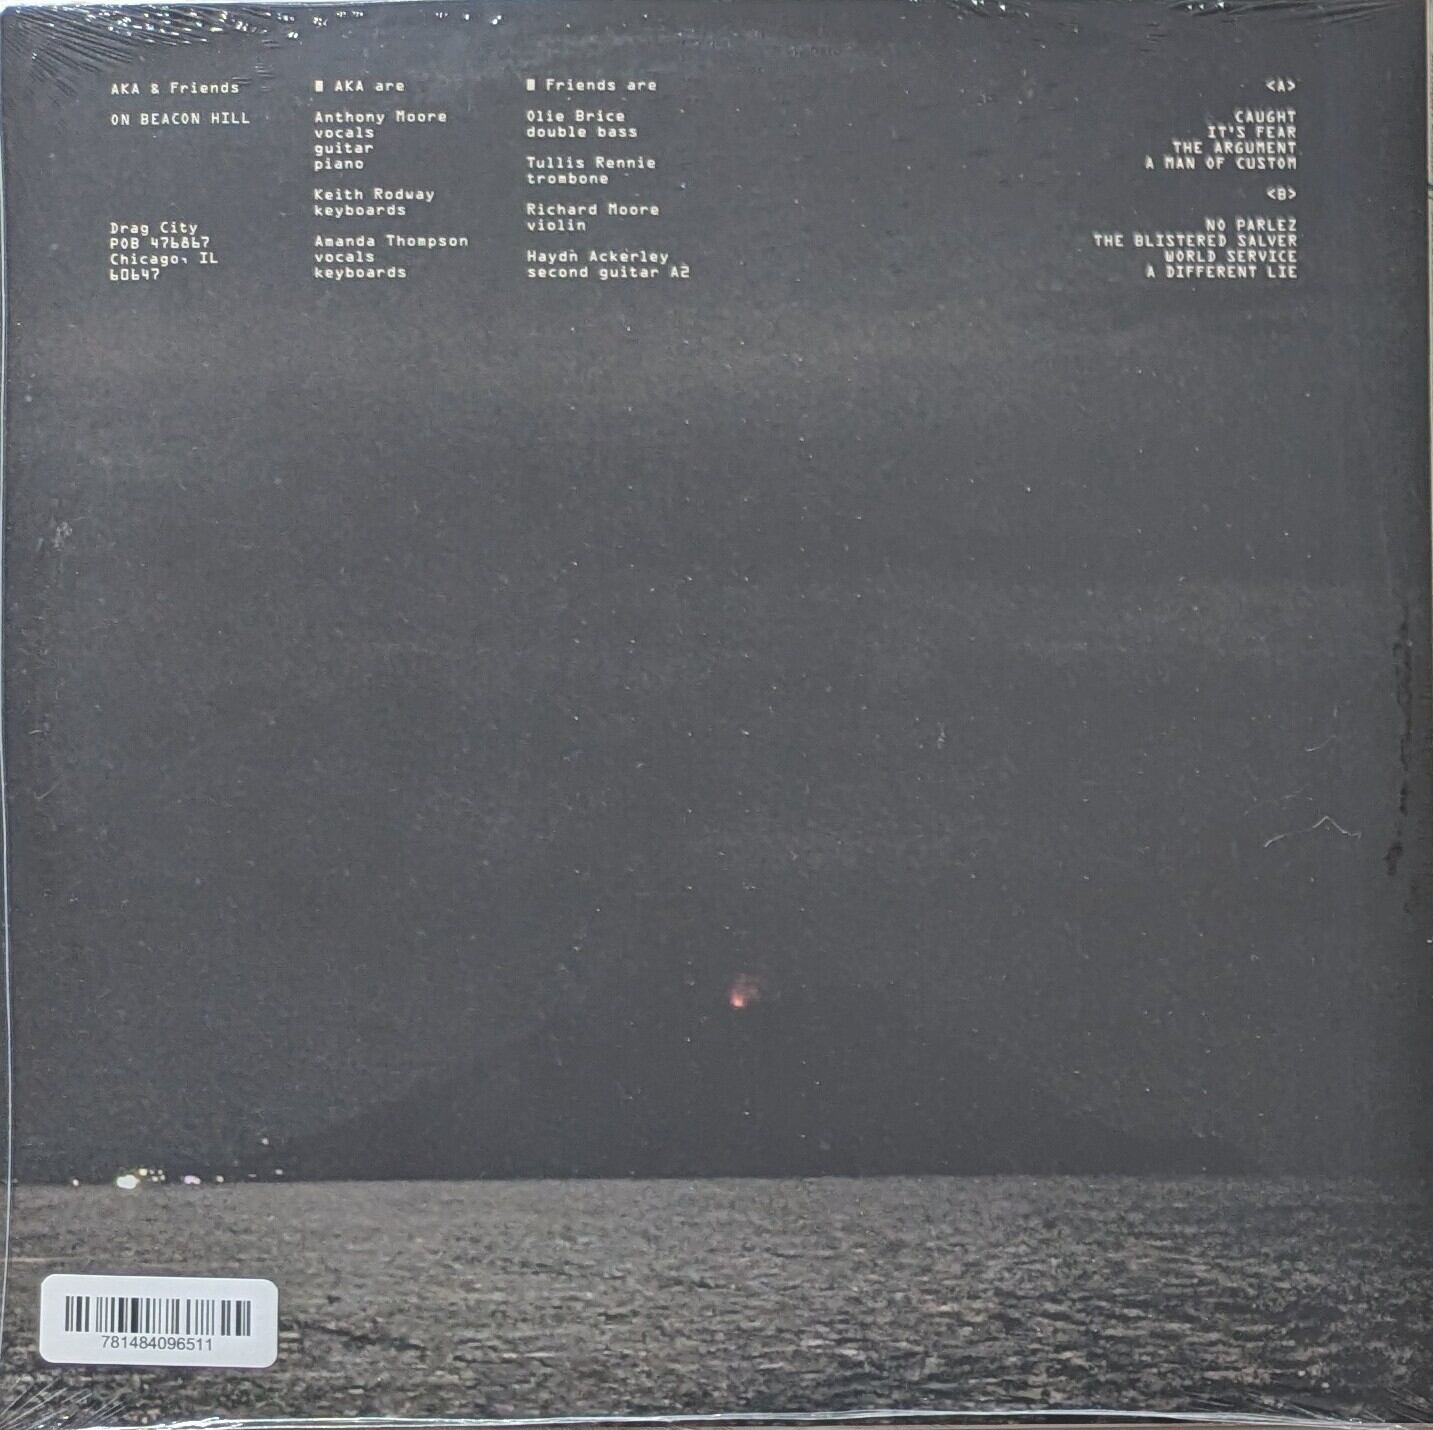 AKA & Friends
ON BEACON HILL
Drag City
POB 476867
Chicago, IL
60647
AKA are
Anthony Moore
vocals
guitar
piano
Keith Rodway
keyboards
Amanda Thompson
vocals
keyboards
Friends are
Olie Brice
double bass
Tullis Rennie
trombone
Richard Moore
violin
Haydn Ackerley
second guitar A2
<A>
CAUGHT
IT'S FEAR
THE ARGUMENT
A MAN OF CUSTOM
<B>
NO PARLEZ
THE BLISTERED SALVER
WORLD SERVICE
A DIFFERENT LIE
781484096511